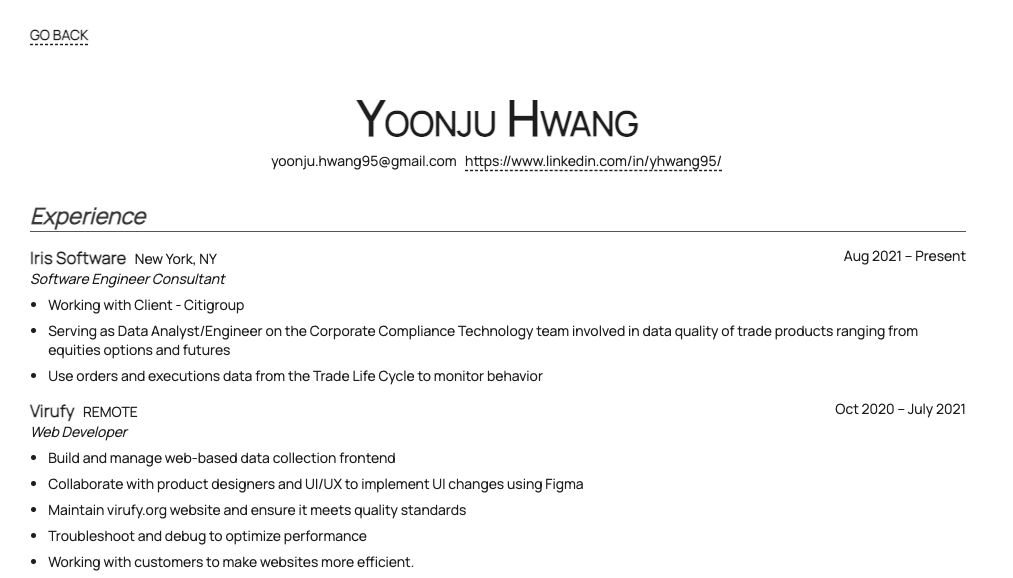 GO BACK
Yoonju Hwang
yoonju.hwang95@gmail.com https://www.linkedin.com/in/yhwang95/
Experience
Iris Software New York, NY Aug 2021 – Present
Software Engineer Consultant
• Working with Client - Citigroup
• Serving as Data Analyst/Engineer on the Corporate Compliance Technology team involved in data quality of trade products ranging from
equities options and futures
• Use orders and executions data from the Trade Life Cycle to monitor behavior
Virufy REMOTE Oct 2020 – July 2021
Web Developer
• Build and manage web-based data collection frontend
• Collaborate with product designers and UI/UX to implement UI changes using Figma
• Maintain virufy.org website and ensure it meets quality standards
• Troubleshoot and debug to optimize performance
• Working with customers to make websites more efficient.